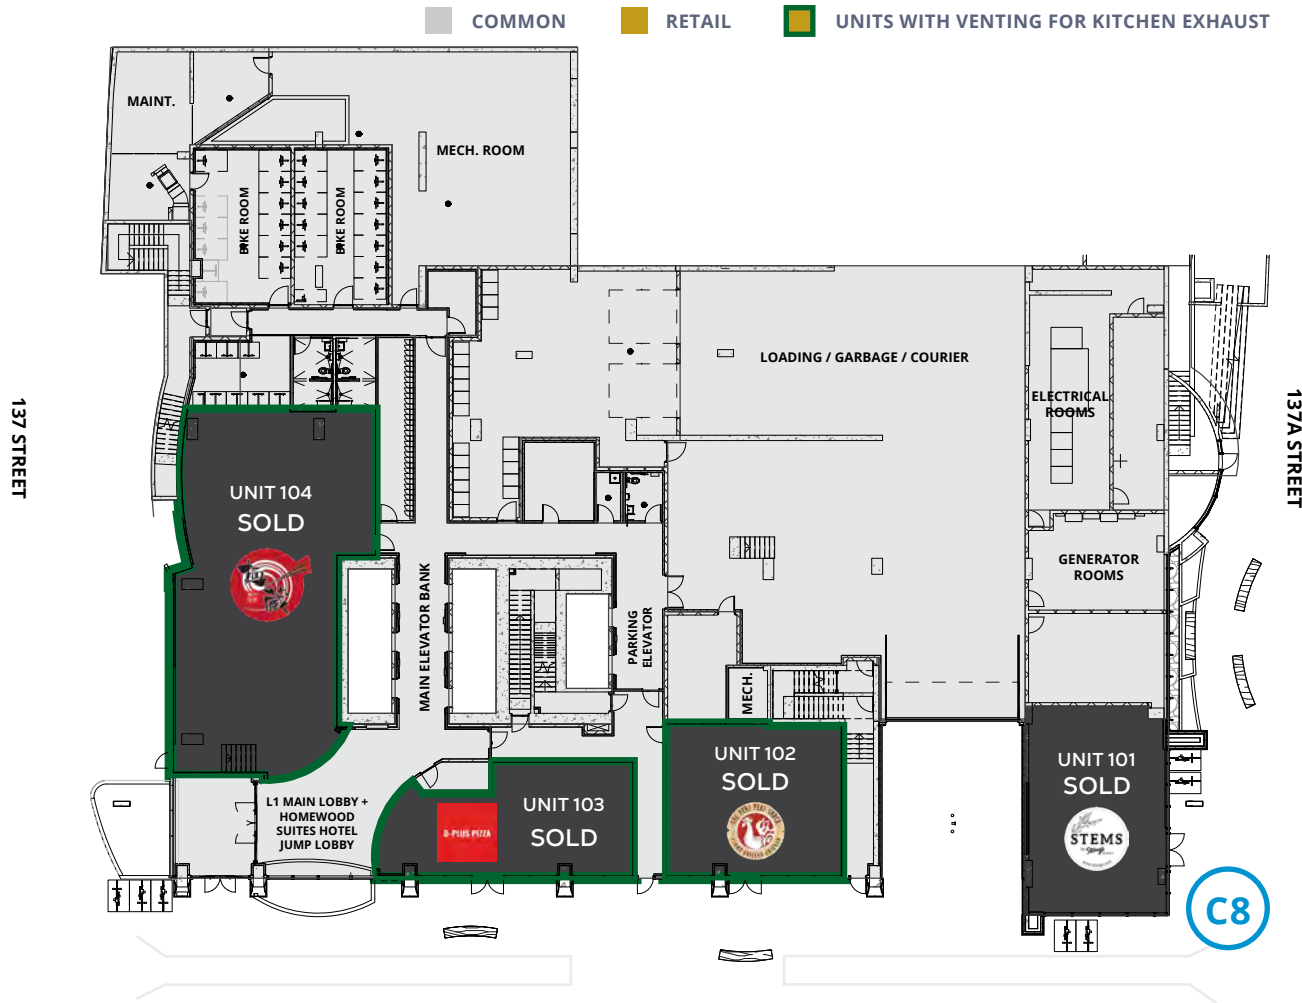 COMMON
RETAIL
UNITS WITH VENTING FOR KITCHEN EXHAUST
MAINT.
MECH. ROOM
BIKE ROOM
BIKE ROOM
LOADING / GARBAGE / COURIER
ELECTRICAL
ROOMS
137 STREET
137A STREET
UNIT 104
SOLD
GENERATOR
ROOMS
MAIN ELEVATOR BANK
PARKING
ELEVATOR
MECH.
UNIT 102
SOLD
UNIT 101
SOLD
STEMS
L1 MAIN LOBBY +
HOMEWOOD
SUITES HOTEL
JUMP LOBBY
D-PLUS PIZZA
UNIT 103
SOLD
C8